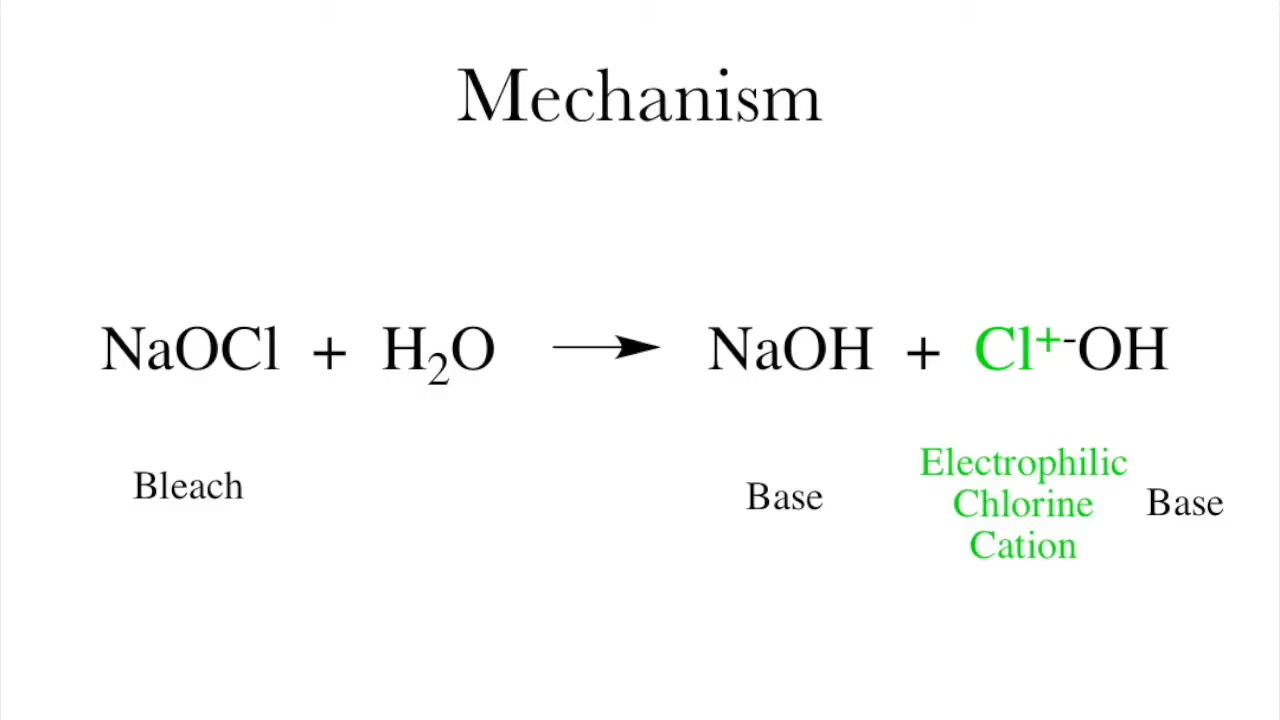 Mechanism
NaOCl + H₂O ⟶ NaOH + Cl⁺⁻OH
Bleach
Base
Electrophilic
Chlorine
Cation
Base